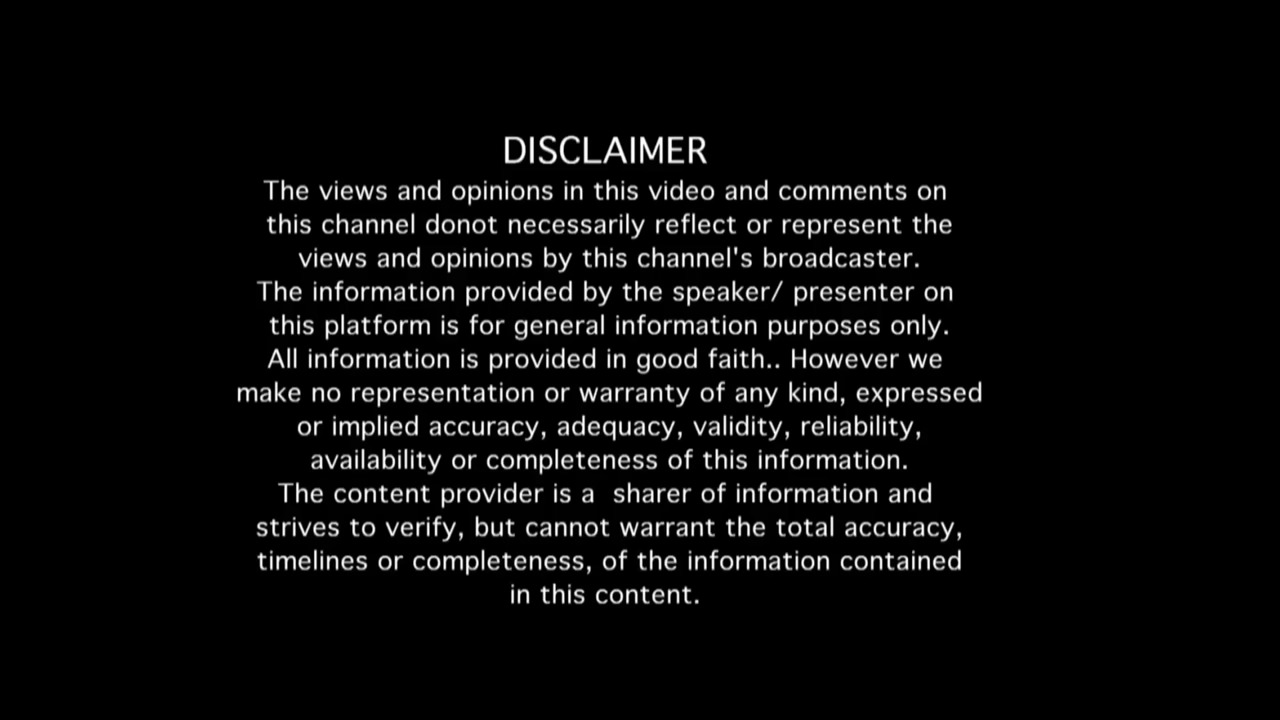 DISCLAIMER
The views and opinions in this video and comments on
this channel donot necessarily reflect or represent the
views and opinions by this channel's broadcaster.
The information provided by the speaker/ presenter on
this platform is for general information purposes only.
All information is provided in good faith.. However we
make no representation or warranty of any kind, expressed
or implied accuracy, adequacy, validity, reliability,
availability or completeness of this information.
The content provider is a  sharer of information and
strives to verify, but cannot warrant the total accuracy,
timelines or completeness, of the information contained
in this content.